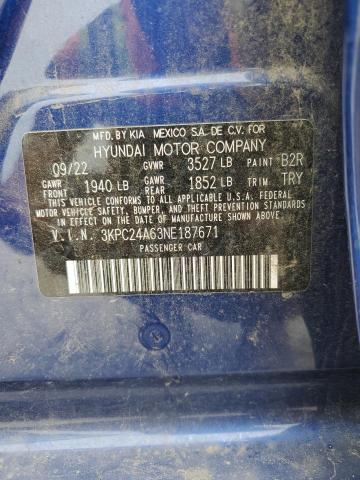 MFD. BY KIA MEXICO S.A. DE C.V. FOR
HYUNDAI MOTOR COMPANY
09/22 GVWR 3527 LB PAINT B2R
GAWR FRONT 1940 LB GAWR REAR 1852 LB TRIM TRY
THIS VEHICLE CONFORMS TO ALL APPLICABLE U.S.A. FEDERAL
MOTOR VEHICLE SAFETY, BUMPER, AND THEFT PREVENTION
STANDARDS IN EFFECT ON THE DATE OF MANUFACTURE SHOWN ABOVE.
V.I.N. 3KPC24A63NE187671
PASSENGER CAR